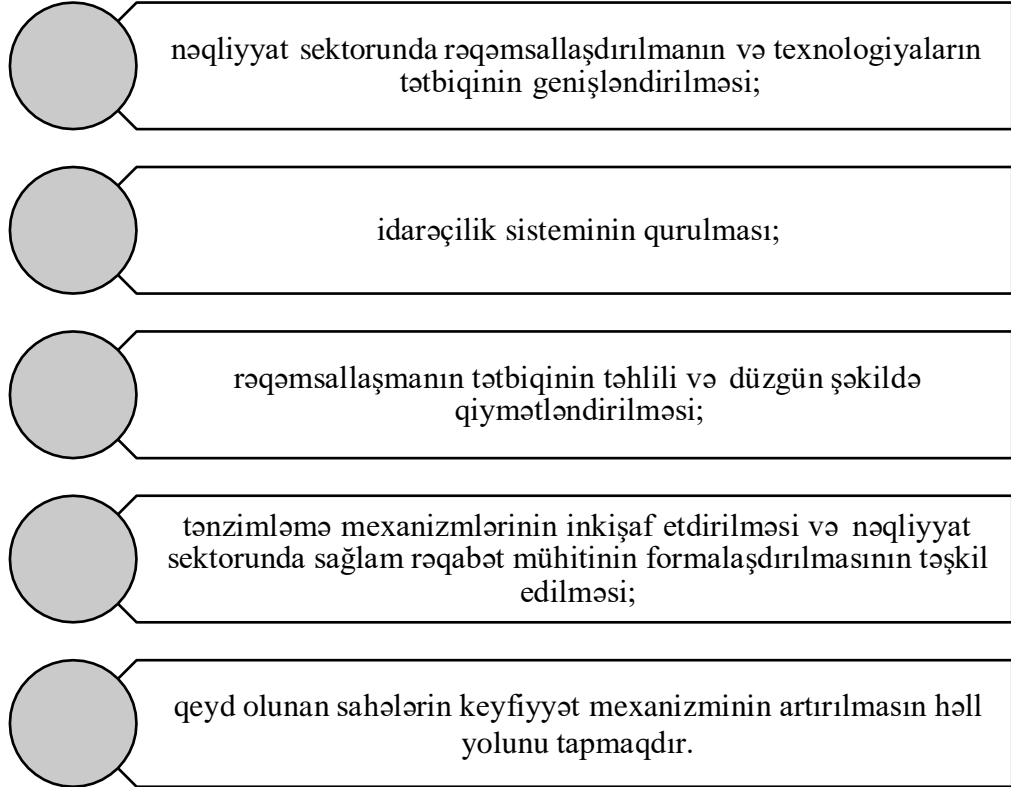 nəqliyyat sektorunda rəqəmsallaşdırılmanın və texnologiyaların
tətbiqinin genişləndirilməsi;
idarəçilik sisteminin qurulması;
rəqəmsallaşmanın tətbiqinin təhlili və düzgün şəkildə
qiymətləndirilməsi;
tənzimləmə mexanizmlərinin inkişaf etdirilməsi və nəqliyyat
sektorunda sağlam rəqabət mühitinin formalaşdırılmasının təşkil
edilməsi;
qeyd olunan sahələrin keyfiyyət mexanizminin artırılmasın həll
yolunu tapmaqdır.